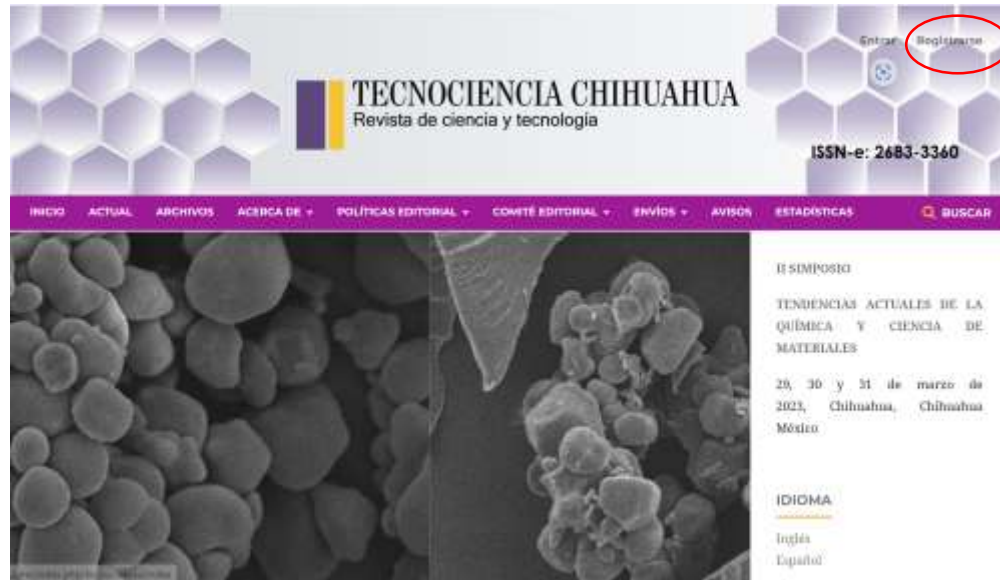 Entrar Registrarse
TECNOCIENCIA CHIHUAHUA
Revista de ciencia y tecnología
ISSN-e: 2683-3360
INICIO ACTUAL ARCHIVOS ACERCA DE POLÍTICAS EDITORIAL COMITÉ EDITORIAL ENVÍOS AVISOS ESTADÍSTICAS BUSCAR
II SIMPOSIO
TENDENCIAS ACTUALES DE LA
QUÍMICA Y CIENCIA DE
MATERIALES
29, 30 y 31 de marzo de
2023, Chihuahua, Chihuahua
México
IDIOMA
Inglés
Español